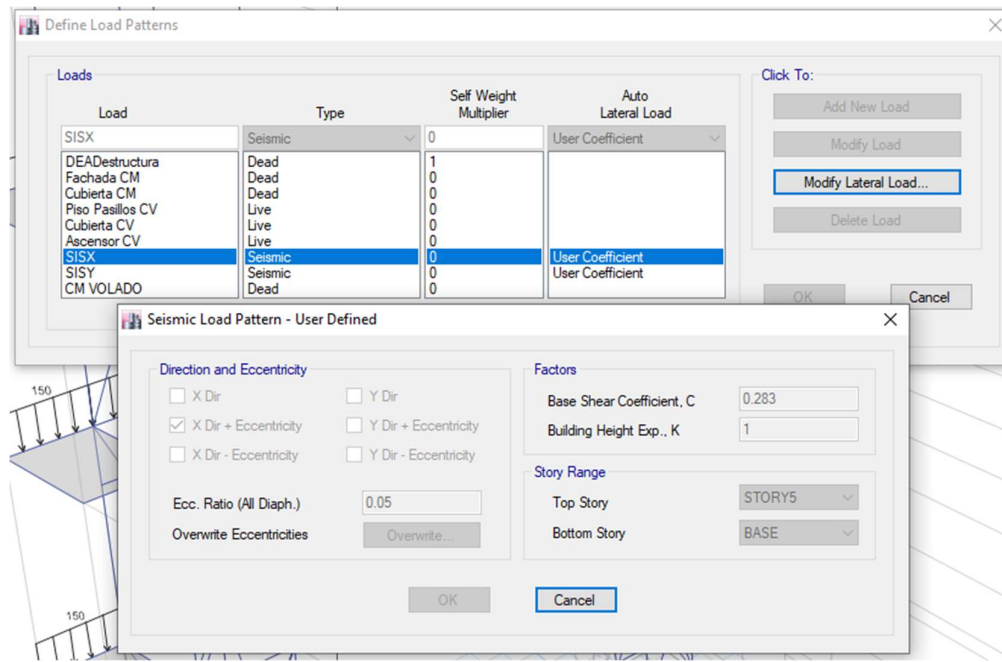 Define Load Patterns
Loads
Click To:
Load Type Self Weight Multiplier Auto Lateral Load
SISX Seismic 0 User Coefficient
DEADestructura Dead 1
Fachada CM Dead 0
Cubierta CM Dead 0
Piso Pasillos CV Live 0
Cubierta CV Live 0
Ascensor CV Live 0
SISX Seismic 0 User Coefficient
SISY Seismic 0 User Coefficient
CM VOLADO Dead 0
Add New Load
Modify Load
Modify Lateral Load...
Delete Load
OK Cancel
Seismic Load Pattern - User Defined
Direction and Eccentricity
X Dir Y Dir
X Dir + Eccentricity Y Dir + Eccentricity
X Dir - Eccentricity Y Dir - Eccentricity
Ecc. Ratio (All Diaph.) 0.05
Overwrite Eccentricities Overwrite...
Factors
Base Shear Coefficient, C 0.283
Building Height Exp., K 1
Story Range
Top Story STORY5
Bottom Story BASE
OK Cancel
150
150